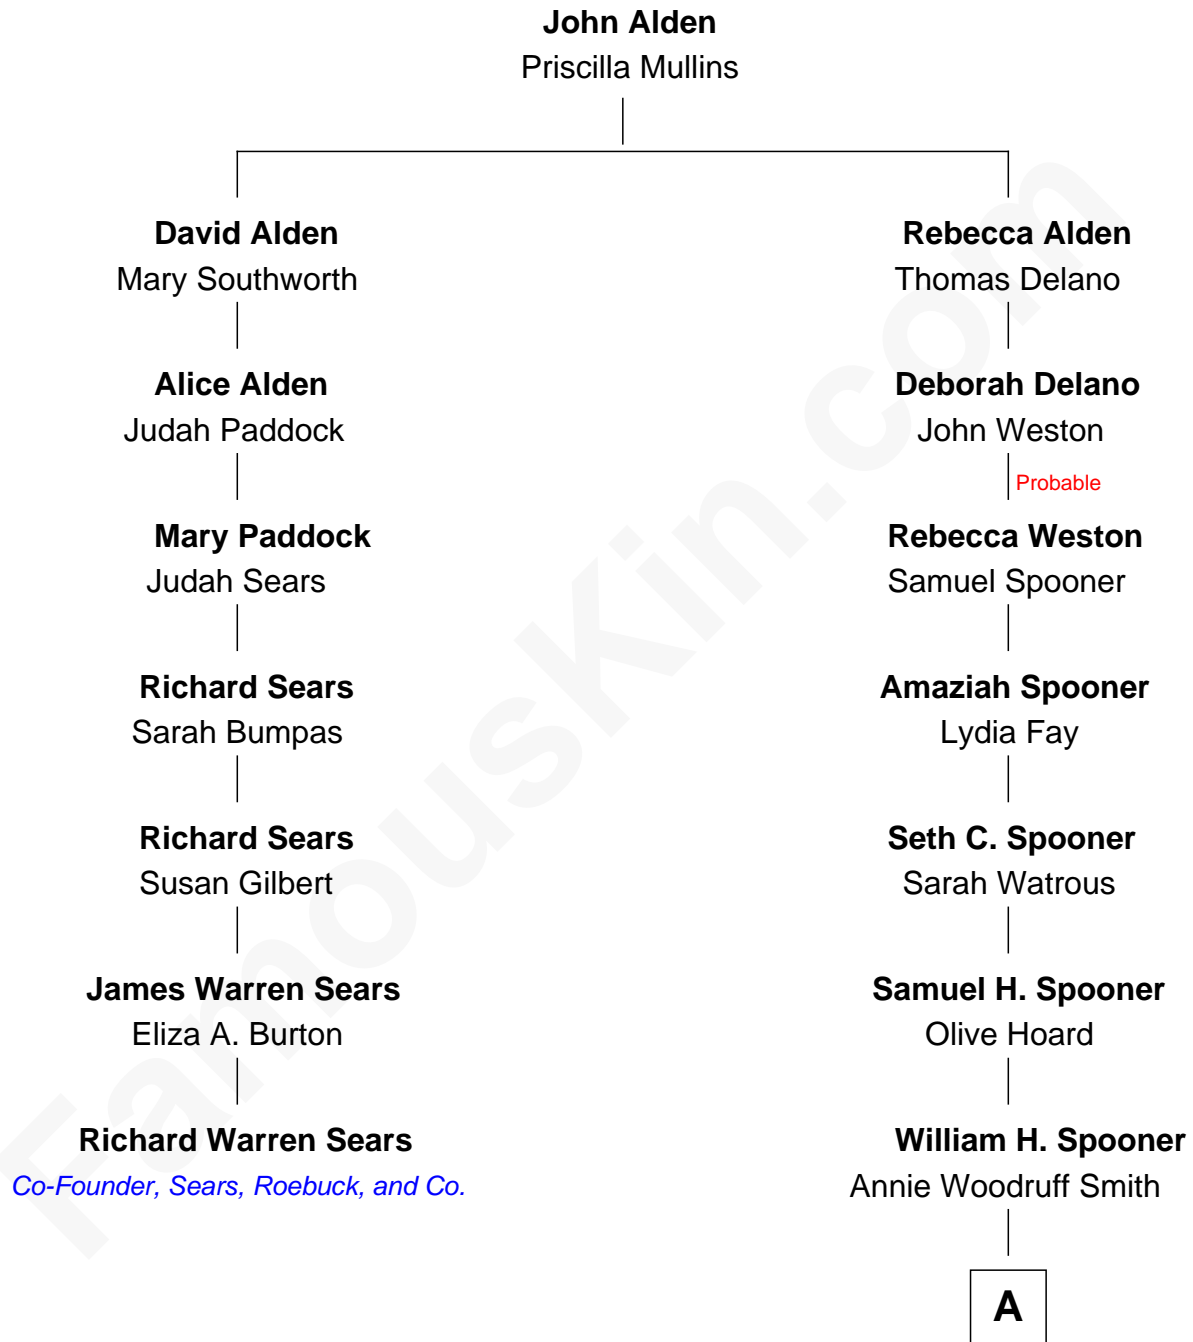 John Alden
Priscilla Mullins
David Alden
Mary Southworth
Alice Alden
Judah Paddock
Mary Paddock
Judah Sears
Richard Sears
Sarah Bumpas
Richard Sears
Susan Gilbert
James Warren Sears
Eliza A. Burton
Richard Warren Sears
Co-Founder, Sears, Roebuck, and Co.
Rebecca Alden
Thomas Delano
Deborah Delano
John Weston
Probable
Rebecca Weston
Samuel Spooner
Amaziah Spooner
Lydia Fay
Seth C. Spooner
Sarah Watrous
Samuel H. Spooner
Olive Hoard
William H. Spooner
Annie Woodruff Smith
A
FamousKin.com